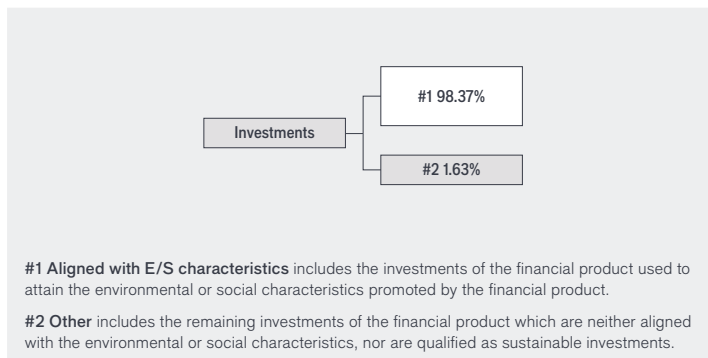 #1 98.37%
Investments
#2 1.63%
#1 Aligned with E/S characteristics includes the investments of the financial product used to
attain the environmental or social characteristics promoted by the financial product.
#2 Other includes the remaining investments of the financial product which are neither aligned
with the environmental or social characteristics, nor are qualified as sustainable investments.